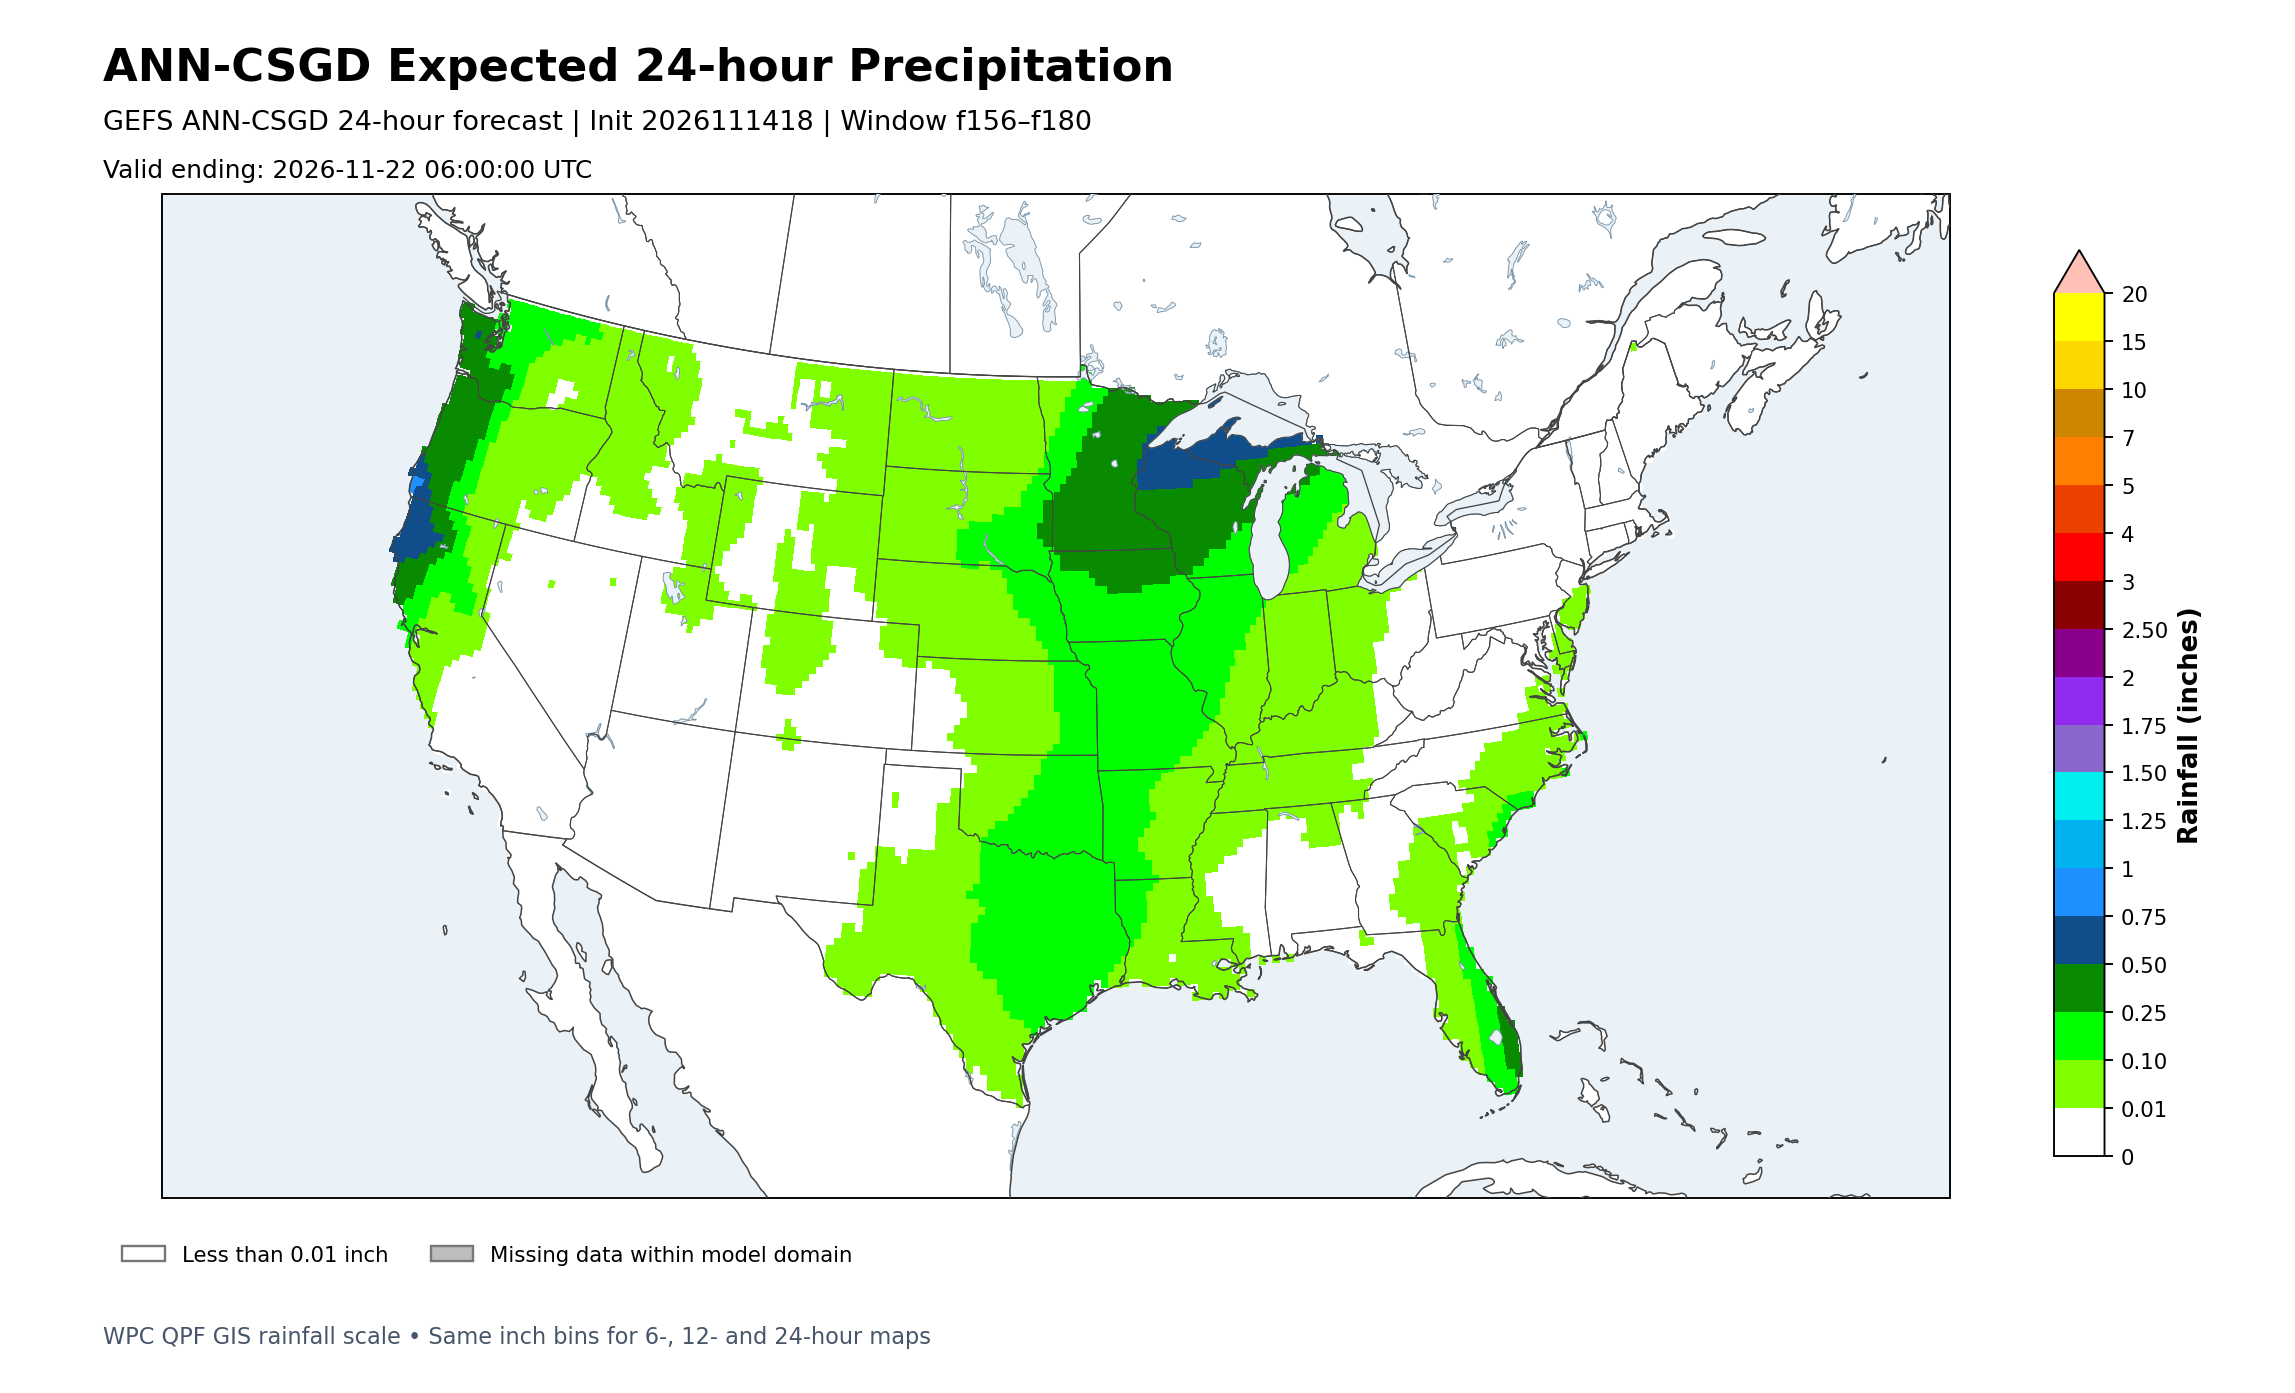 ANN-CSGD Expected 24-hour Precipitation
GEFS ANN-CSGD 24-hour forecast | Init 2026111418 | Window f156–f180
Valid ending: 2026-11-22 06:00:00 UTC
20
15
10
7
5
4
3
2.50
2
1.75
1.50
1.25
1
0.75
0.50
0.25
0.10
0.01
0
Rainfall (inches)
Less than 0.01 inch
Missing data within model domain
WPC QPF GIS rainfall scale • Same inch bins for 6-, 12- and 24-hour maps